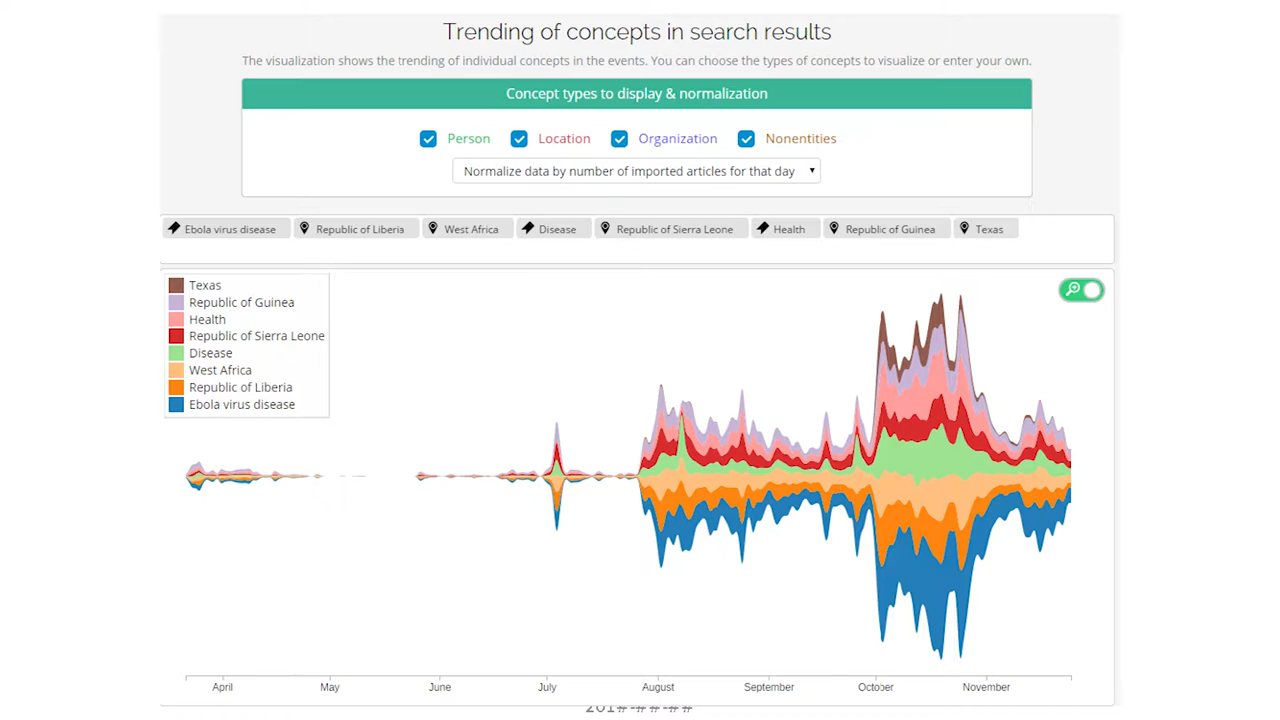 Trending of concepts in search results
The visualization shows the trending of individual concepts in the events. You can choose the types of concepts to visualize or enter your own.
Concept types to display & normalization
Person Location Organization Nonentities
Normalize data by number of imported articles for that day
Ebola virus disease Republic of Liberia West Africa Disease Republic of Sierra Leone Health Republic of Guinea Texas
Texas
Republic of Guinea
Health
Republic of Sierra Leone
Disease
West Africa
Republic of Liberia
Ebola virus disease
April May June July August September October November